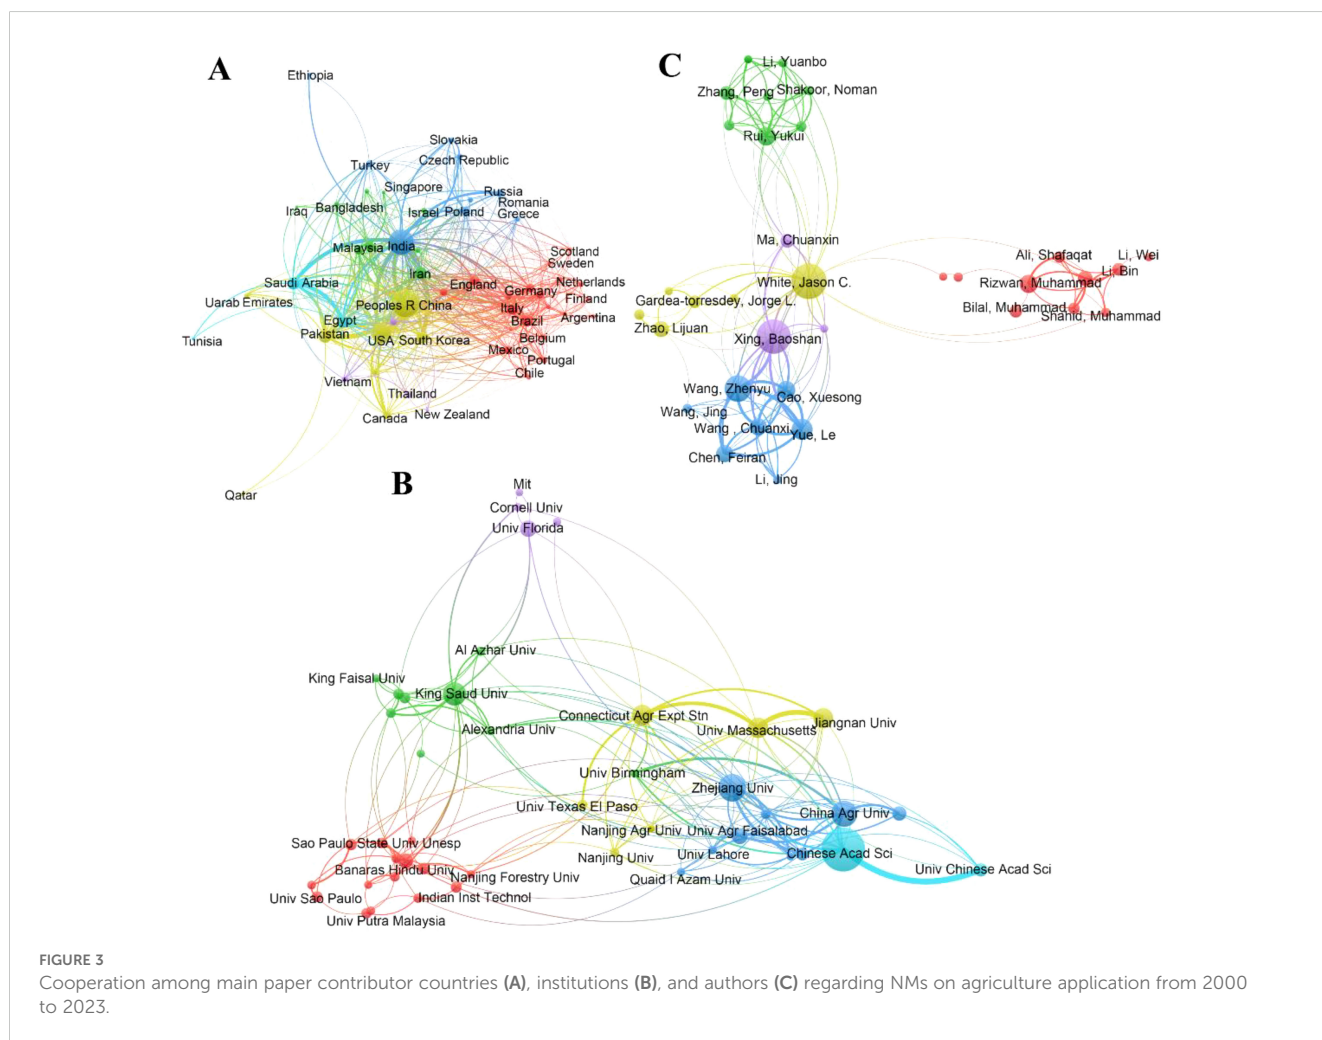 A
Ethiopia
Slovakia
Turkey
Czech Republic
Singapore
Russia
Romania
Iraq
Bangladesh
Israel
Poland
Greece
Malaysia
India
Scotland
Sweden
Iran
Saudi Arabia
England
Netherlands
Germany
Uarab Emirates
Peoples R China
Finland
Italy
Egypt
Brazil
Argentina
Pakistan
Tunisia
USA
South Korea
Belgium
Mexico
Portugal
Chile
Vietnam
Thailand
Canada
New Zealand
Qatar
C
Li, Yuanbo
Zhang, Peng
Shakoor, Noman
Rui, Yukui
Ma, Chuanxin
Ali, Shafaqat
Li, Wei
Li, Bin
White, Jason C.
Rizwan, Muhammad
Gardea-torresdey, Jorge L.
Bilal, Muhammad
Shahid, Muhammad
Zhao, Lijuan
Xing, Baoshan
Wang, Zhenyu
Cao, Xuesong
Wang, Jing
Wang , Chuanxi
Yue, Le
Chen, Feiran
Li, Jing
B
Mit
Cornell Univ
Univ Florida
Al Azhar Univ
King Faisal Univ
King Saud Univ
Alexandria Univ
Connecticut Agr Expt Stn
Univ Massachusetts
Jiangnan Univ
Univ Birmingham
Zhejiang Univ
Univ Texas El Paso
China Agr Univ
Nanjing Agr Univ
Univ Agr Faisalabad
Sao Paulo State Univ Unesp
Nanjing Univ
Univ Lahore
Chinese Acad Sci
Banaras Hindu Univ
Nanjing Forestry Univ
Quaid I Azam Univ
Univ Chinese Acad Sci
Univ Sao Paulo
Indian Inst Technol
Univ Putra Malaysia
FIGURE 3
Cooperation among main paper contributor countries (A), institutions (B), and authors (C) regarding NMs on agriculture application from 2000
to 2023.